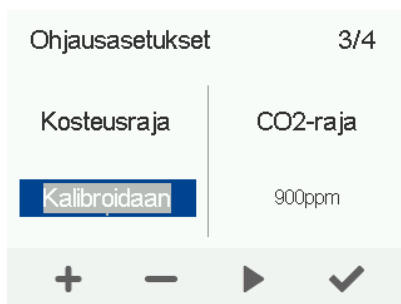 Ohjausasetukset 3/4
Kosteusraja CO2-raja
Kalibroidaan 900ppm